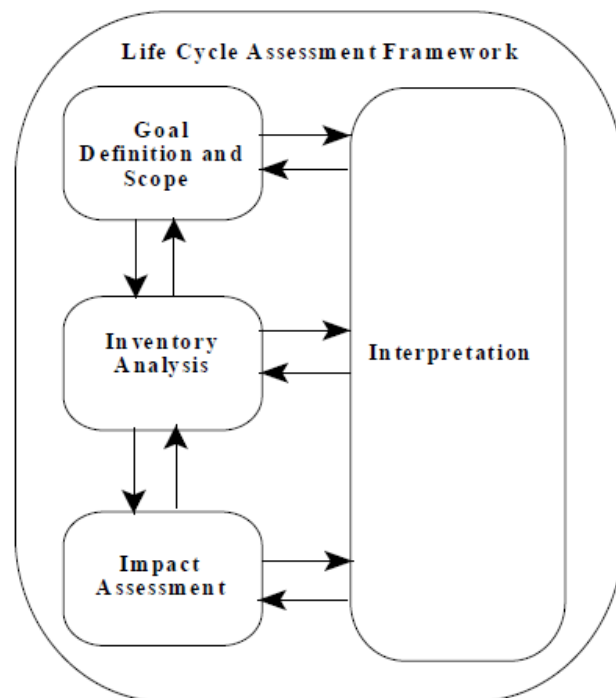 Life Cycle Assessment Framework
Goal
Definition and
Scope
Inventory
Analysis
Interpretation
Impact
Assessment